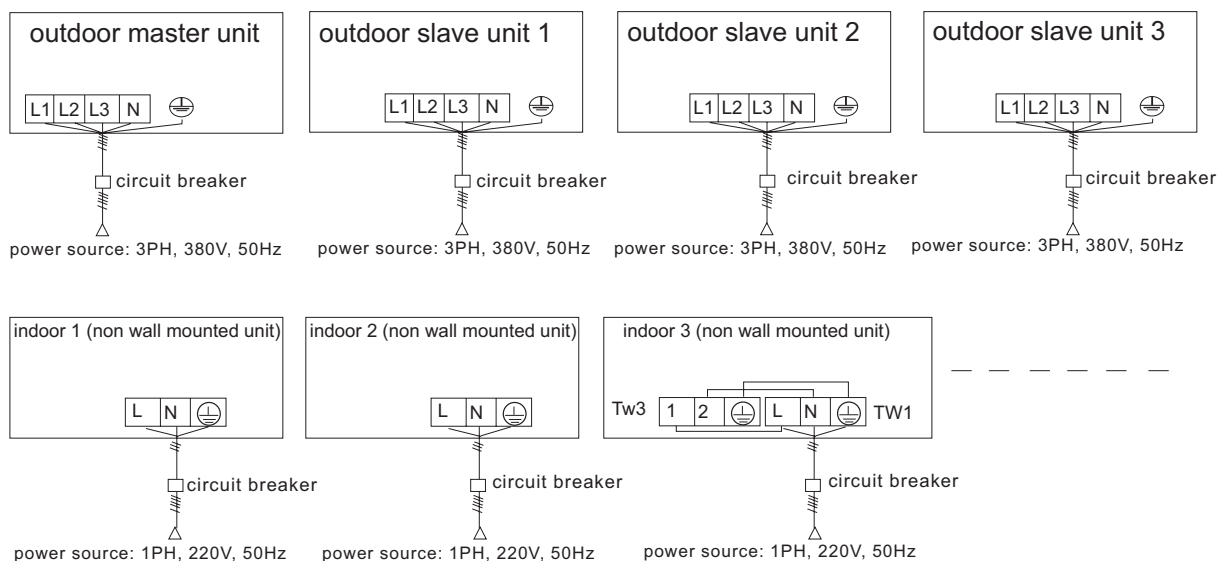 outdoor master unit
L1 L2 L3 N
circuit breaker
power source: 3PH, 380V, 50Hz
outdoor slave unit 1
L1 L2 L3 N
circuit breaker
power source: 3PH, 380V, 50Hz
outdoor slave unit 2
L1 L2 L3 N
circuit breaker
power source: 3PH, 380V, 50Hz
outdoor slave unit 3
L1 L2 L3 N
circuit breaker
power source: 3PH, 380V, 50Hz
indoor 1 (non wall mounted unit)
L N
circuit breaker
power source: 1PH, 220V, 50Hz
indoor 2 (non wall mounted unit)
L N
circuit breaker
power source: 1PH, 220V, 50Hz
indoor 3 (non wall mounted unit)
Tw3 1 2 L N TW1
circuit breaker
power source: 1PH, 220V, 50Hz